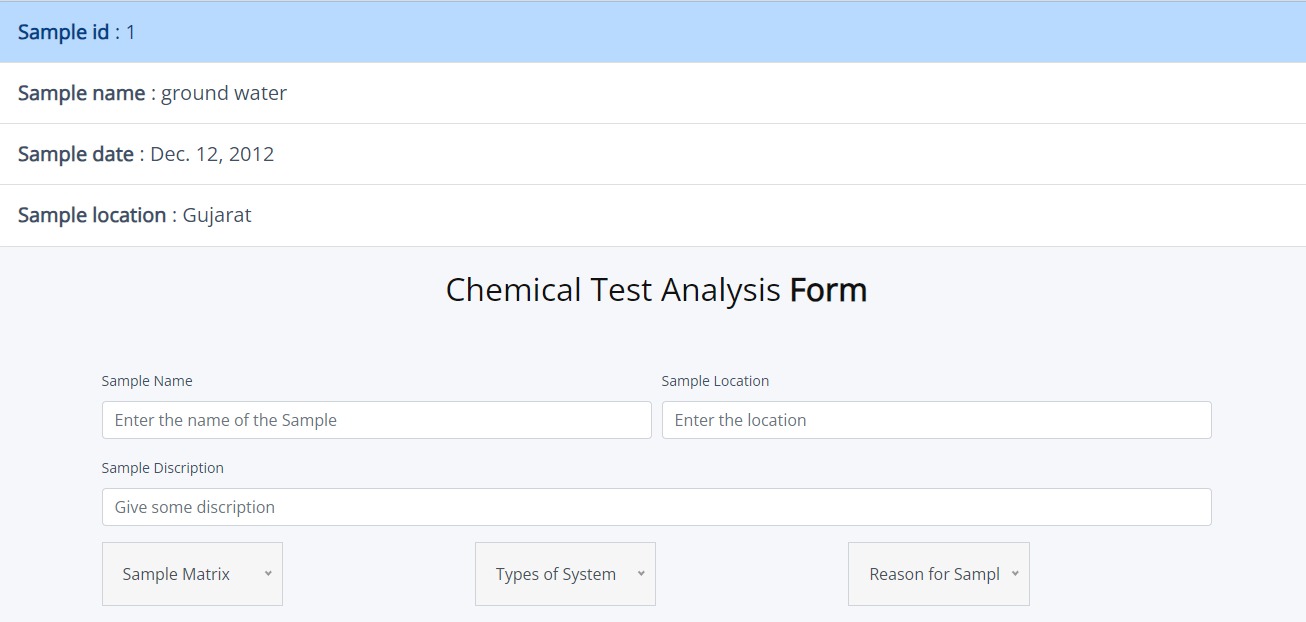 Sample id : 1
Sample name : ground water
Sample date : Dec. 12, 2012
Sample location : Gujarat
Chemical Test Analysis Form
Sample Name Sample Location
Enter the name of the Sample Enter the location
Sample Discription
Give some discription
Sample Matrix Types of System Reason for Sampl